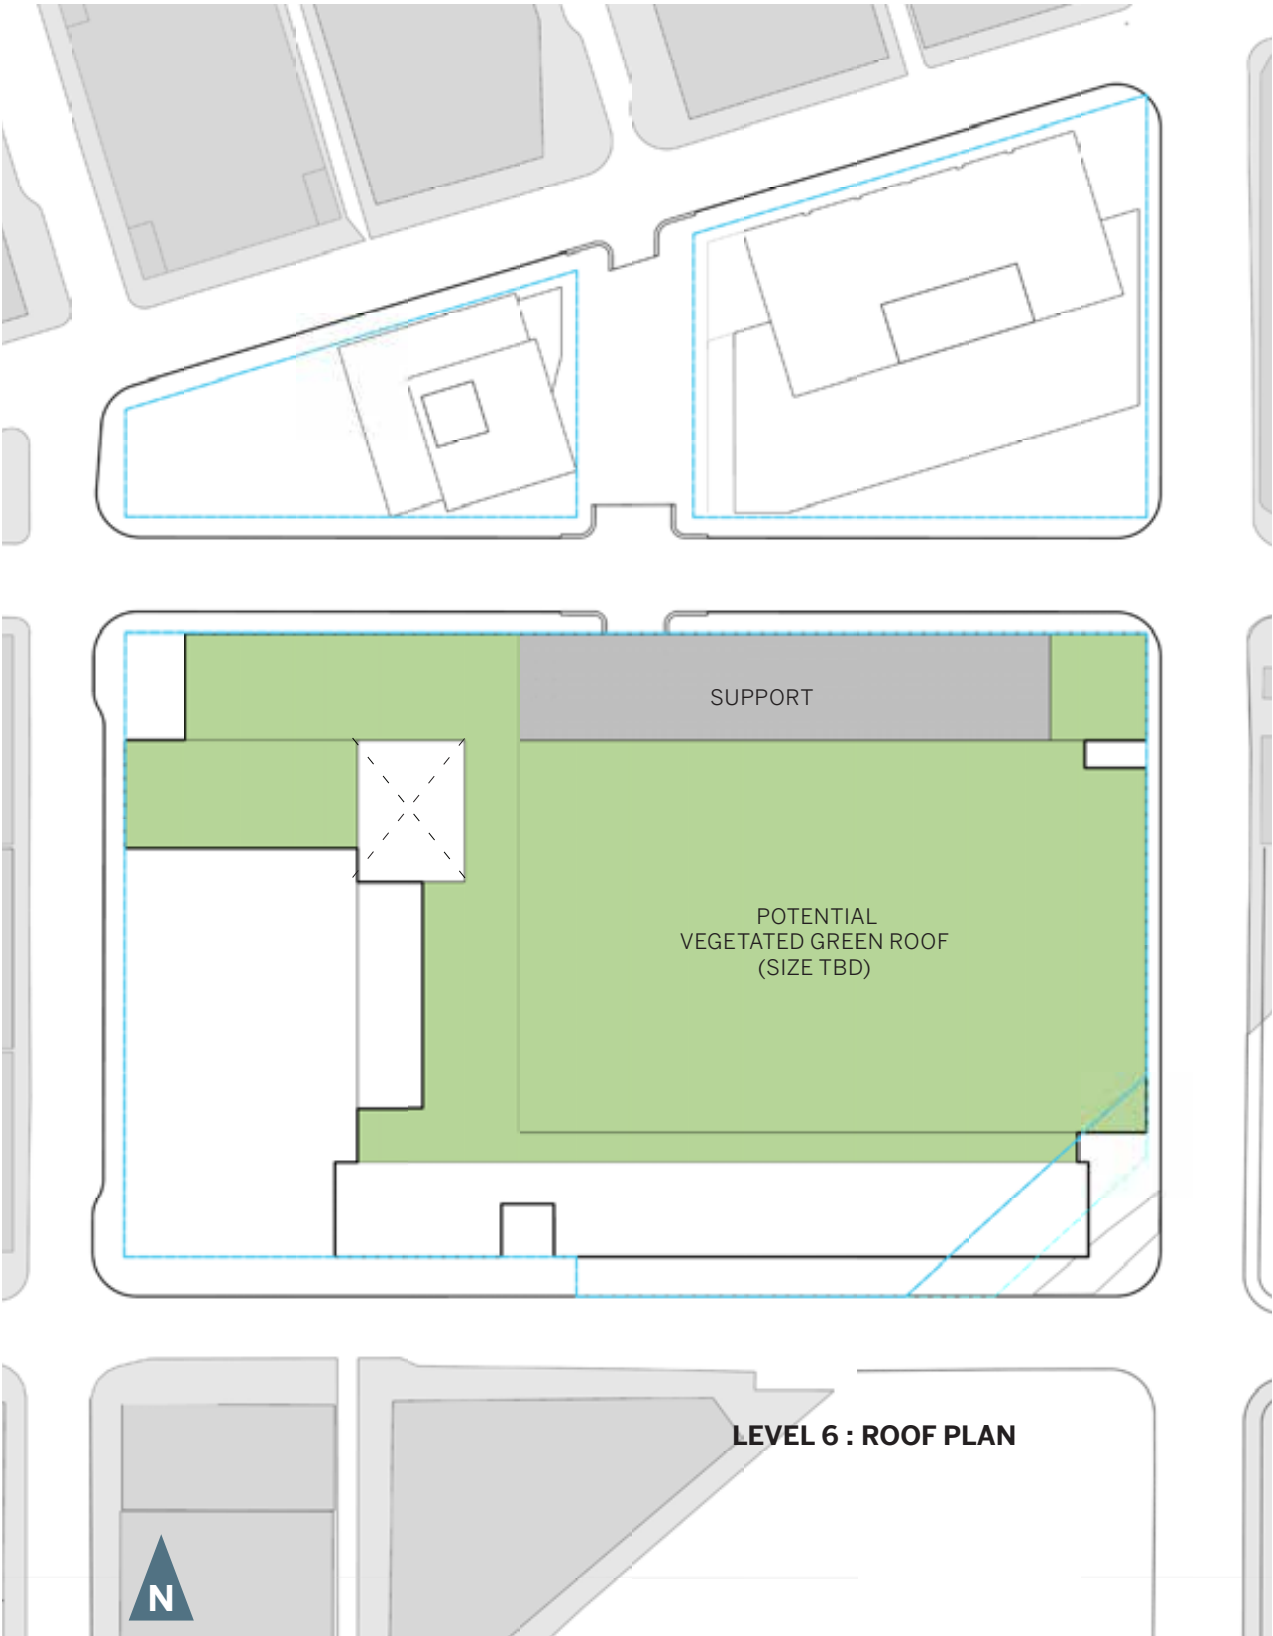 SUPPORT
POTENTIAL
VEGETATED GREEN ROOF
(SIZE TBD)
LEVEL 6 : ROOF PLAN
N